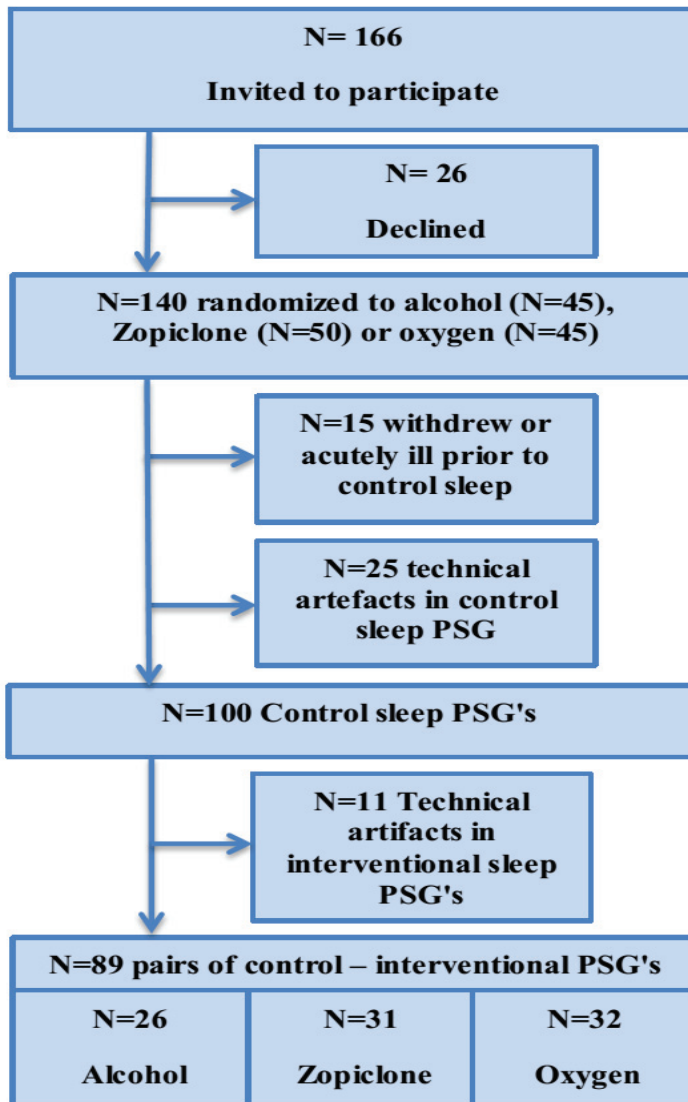 N= 166
Invited to participate
N= 26
Declined
N=140 randomized to alcohol (N=45),
Zopiclone (N=50) or oxygen (N=45)
N=15 withdrew or
acutely ill prior to
control sleep
N=25 technical
artefacts in control
sleep PSG
N=100 Control sleep PSG's
N=11 Technical
artifacts in
interventional sleep
PSG's
N=89 pairs of control – interventional PSG's
N=26
Alcohol
N=31
Zopiclone
N=32
Oxygen